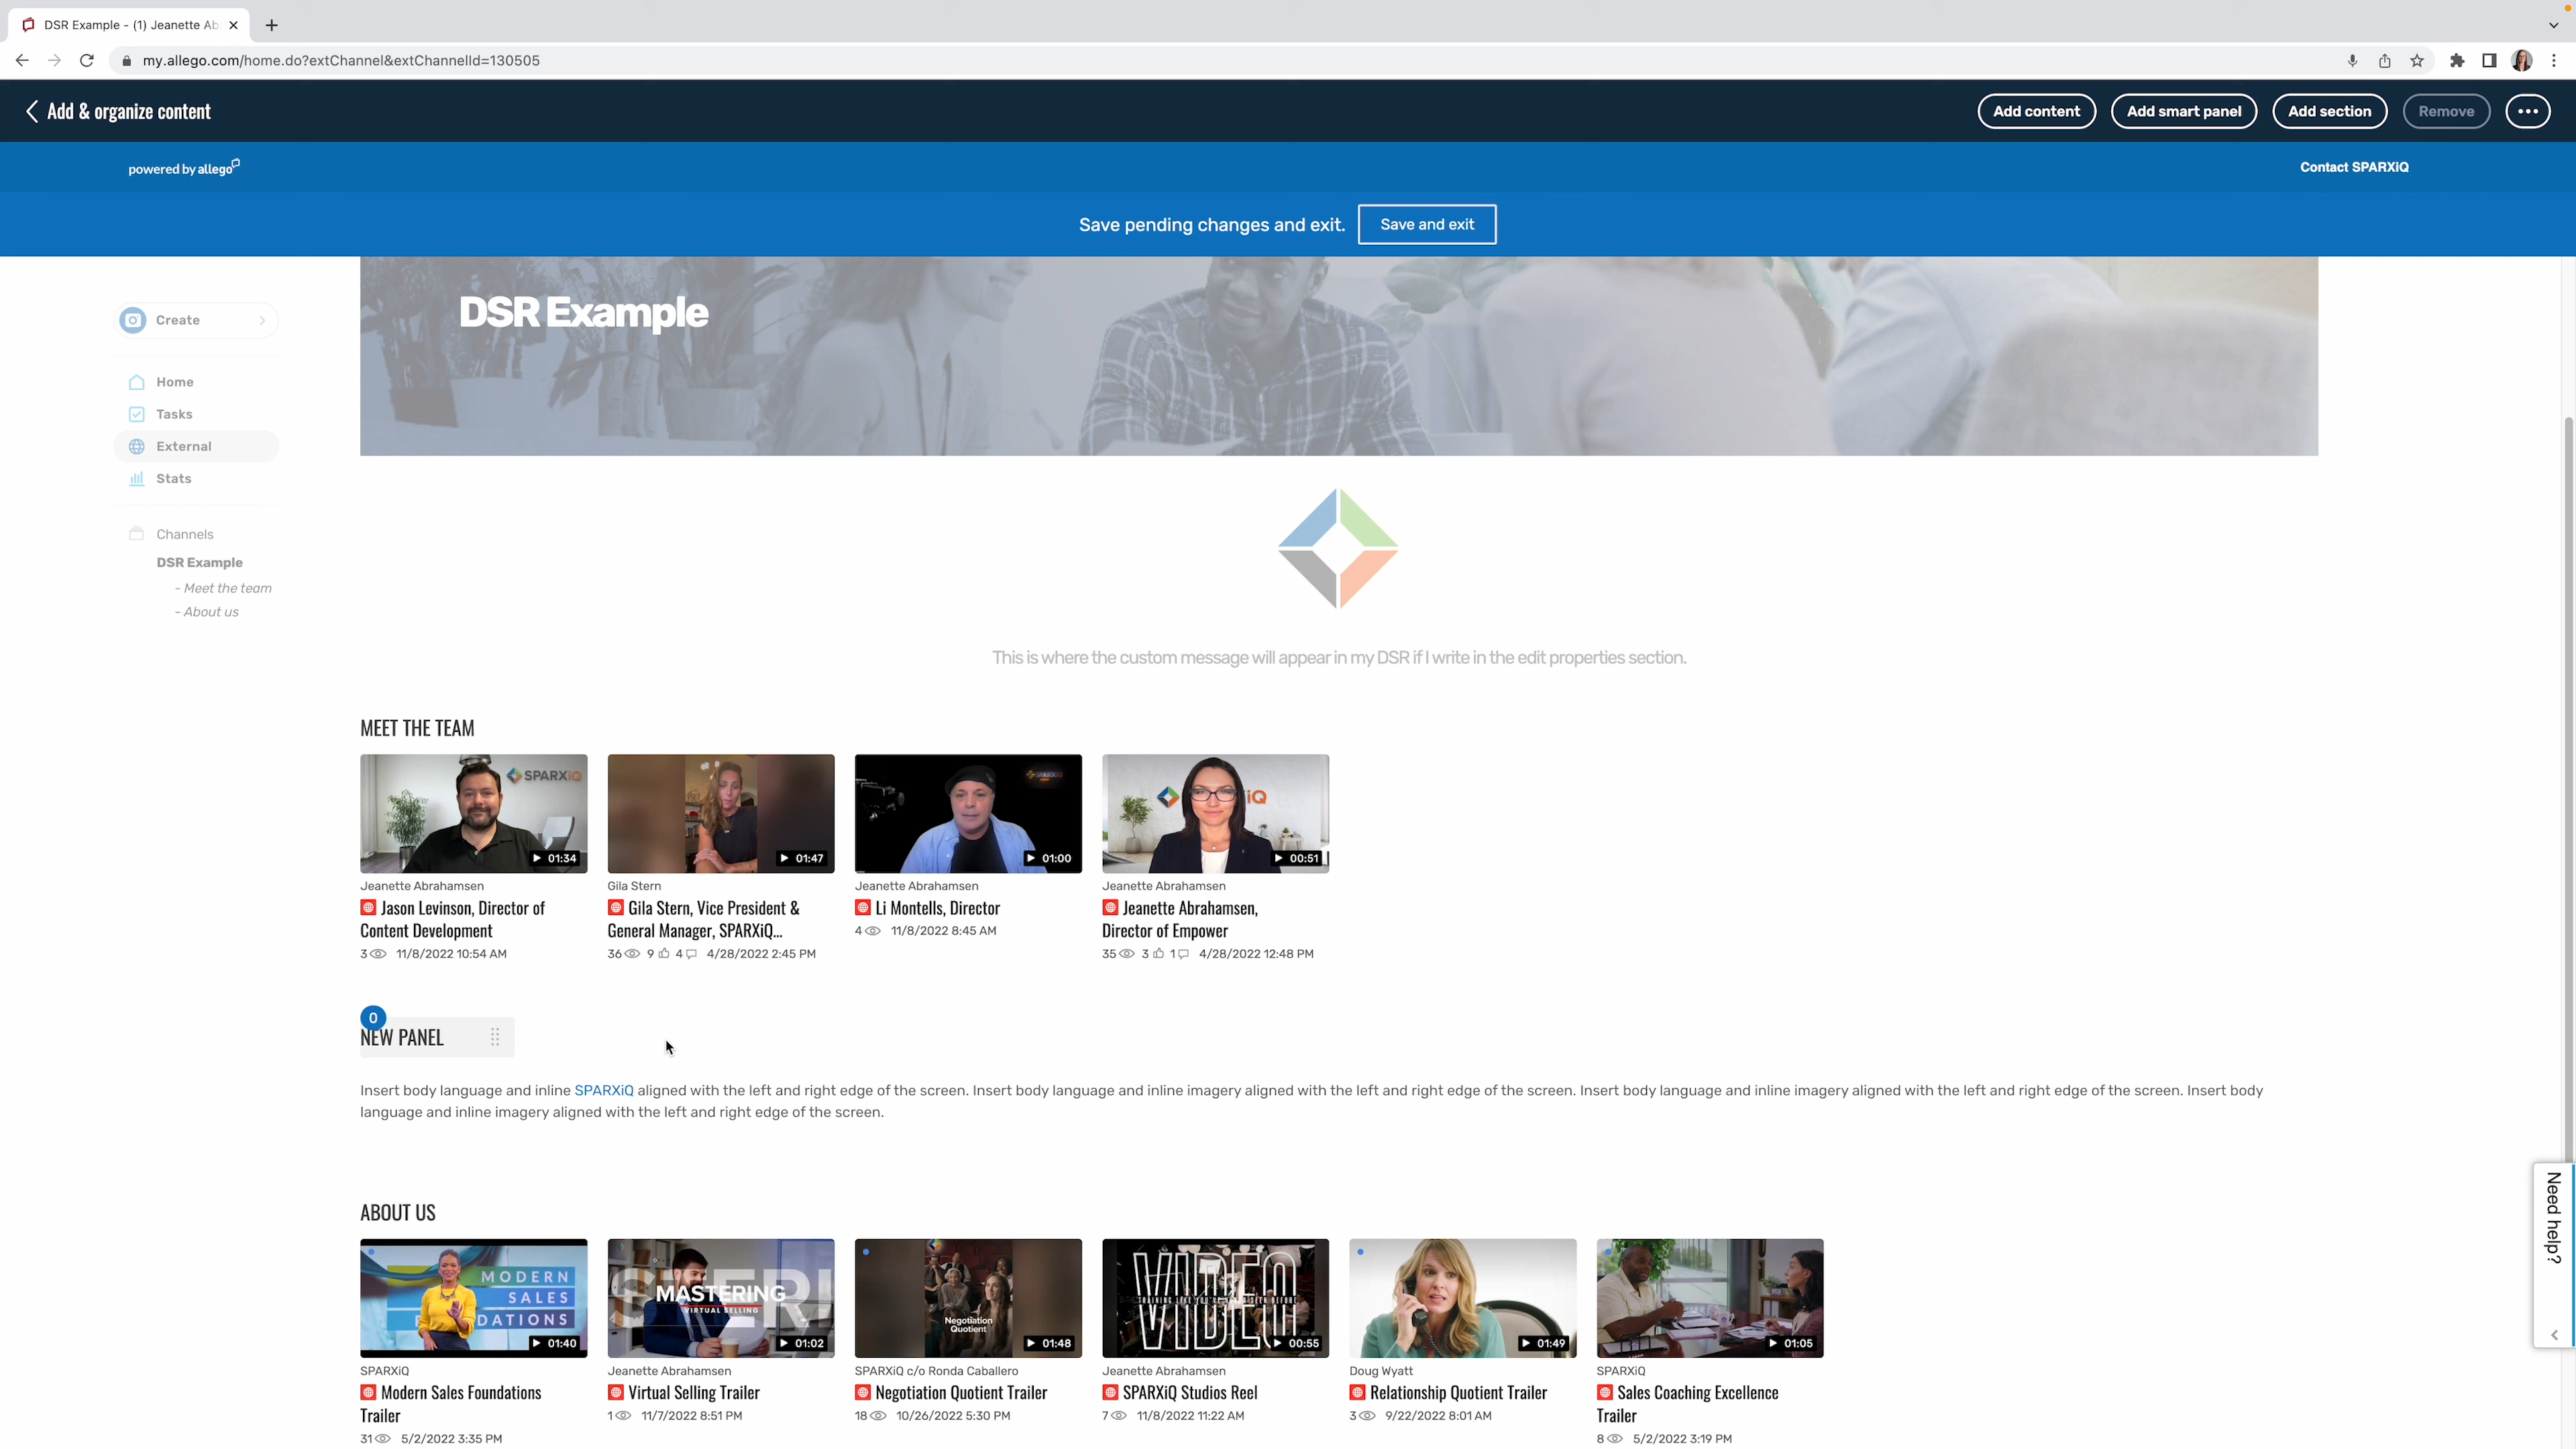 DSR Example - (1) Jeanette Ab
my.allego.com/home.do?extChannel&extChannelId=130505
Add & organize content
Add content
Add smart panel
Add section
Remove
powered by allego
Contact SPARXiQ
Save pending changes and exit.
Save and exit
DSR Example
Create
Home
Tasks
External
Stats
Channels
DSR Example
- Meet the team
- About us
This is where the custom message will appear in my DSR if I write in the edit properties section.
MEET THE TEAM
SPARXiQ
01:34
01:47
01:00
iQ
00:51
Jeanette Abrahamsen
Jason Levinson, Director of
Content Development
3 11/8/2022 10:54 AM
Gila Stern
Gila Stern, Vice President &
General Manager, SPARXiQ...
36 9 4 4/28/2022 2:45 PM
Jeanette Abrahamsen
Li Montells, Director
4 11/8/2022 8:45 AM
Jeanette Abrahamsen
Jeanette Abrahamsen,
Director of Empower
35 3 1 4/28/2022 12:48 PM
0
NEW PANEL
Insert body language and inline SPARXiQ aligned with the left and right edge of the screen. Insert body language and inline imagery aligned with the left and right edge of the screen. Insert body language and inline imagery aligned with the left and right edge of the screen. Insert body
language and inline imagery aligned with the left and right edge of the screen.
Need help?
ABOUT US
MODERN
SALES
DATIONS
01:40
MASTERING
VIRTUAL SELLING
01:02
Negotiation
Quotient
01:48
VIDEO
00:55
01:49
01:05
SPARXiQ
Modern Sales Foundations
Trailer
31 5/2/2022 3:35 PM
Jeanette Abrahamsen
Virtual Selling Trailer
1 11/7/2022 8:51 PM
SPARXiQ c/o Ronda Caballero
Negotiation Quotient Trailer
18 10/26/2022 5:30 PM
Jeanette Abrahamsen
SPARXiQ Studios Reel
7 11/8/2022 11:22 AM
Doug Wyatt
Relationship Quotient Trailer
3 9/22/2022 8:01 AM
SPARXiQ
Sales Coaching Excellence
Trailer
8 5/2/2022 3:19 PM